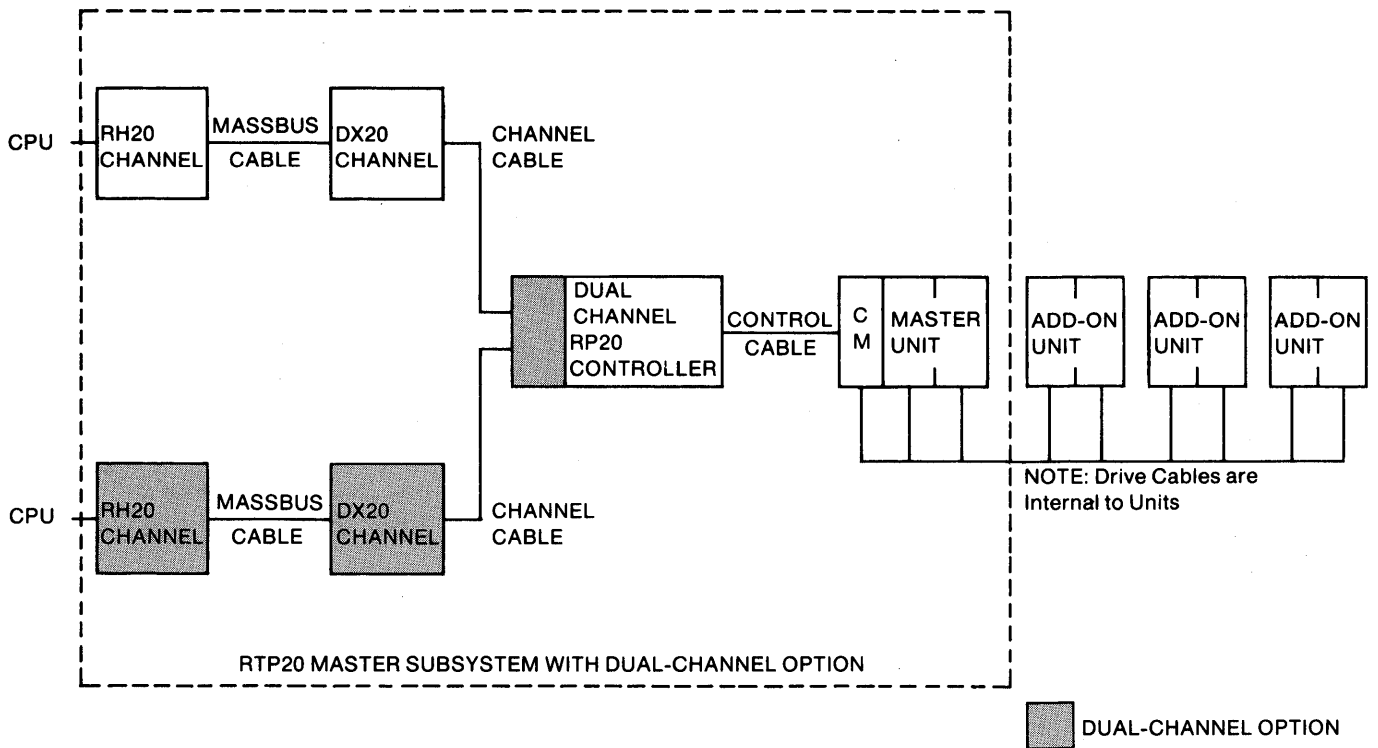 CPU
RH20
CHANNEL
MASSBUS
CABLE
DX20
CHANNEL
CHANNEL
CABLE
DUAL
CHANNEL
RP20
CONTROLLER
CONTROL
CABLE
C
M
MASTER
UNIT
ADD-ON
UNIT
ADD-ON
UNIT
ADD-ON
UNIT
NOTE: Drive Cables are
Internal to Units
CPU
RH20
CHANNEL
MASSBUS
CABLE
DX20
CHANNEL
CHANNEL
CABLE
RTP20 MASTER SUBSYSTEM WITH DUAL-CHANNEL OPTION
DUAL-CHANNEL OPTION